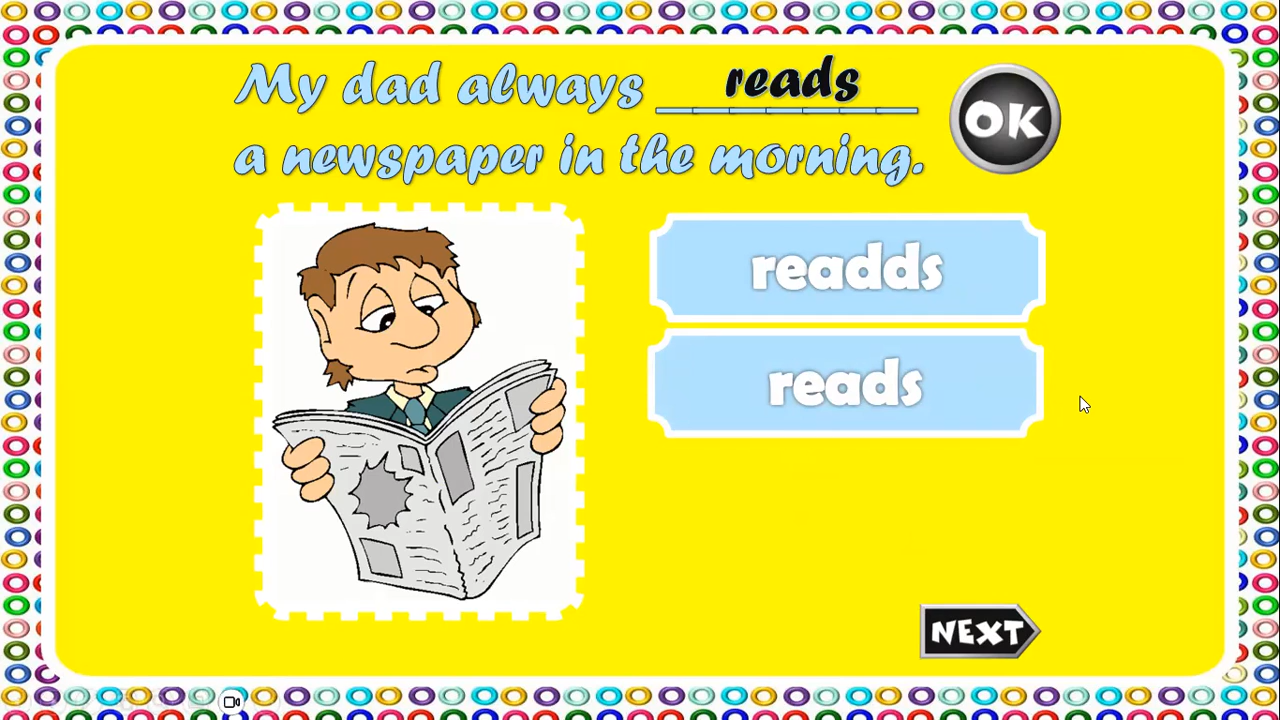 My dad always reads
a newspaper in the morning.
OK
readds
reads
NEXT